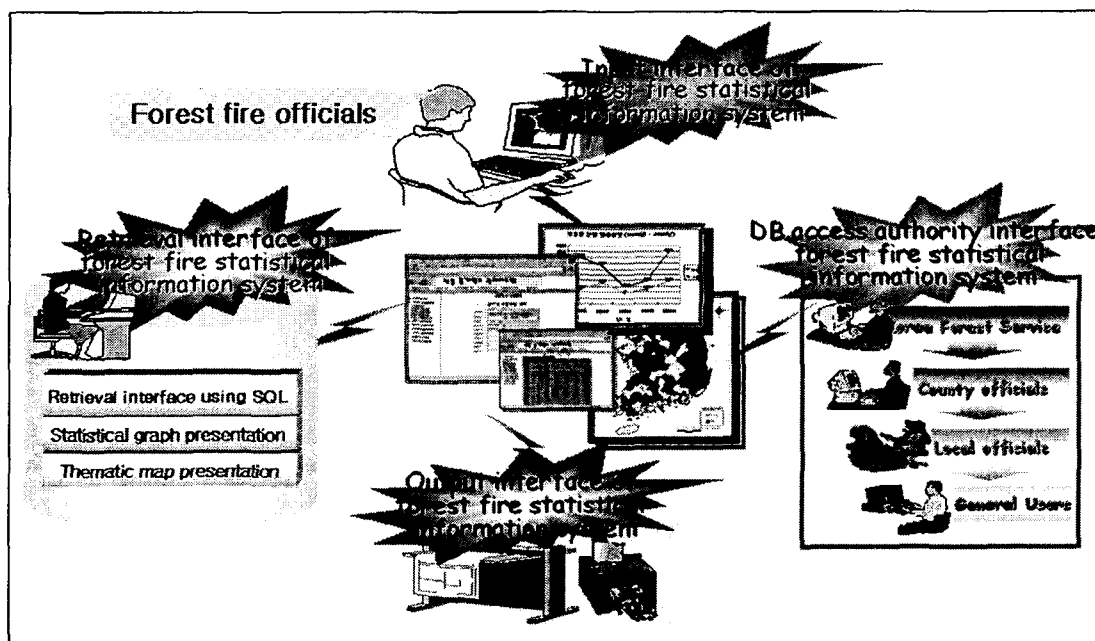 Forest fire officials
Input interface of
forest fire statistical
information system
Retrieval interface of
forest fire statistical
information system
Retrieval interface using SQL
Statistical graph presentation
Thematic map presentation
DB access authority interface
forest fire statistical
information system
Korea Forest Service
County officials
Local officials
General Users
Output interface
forest fire statistical
information system